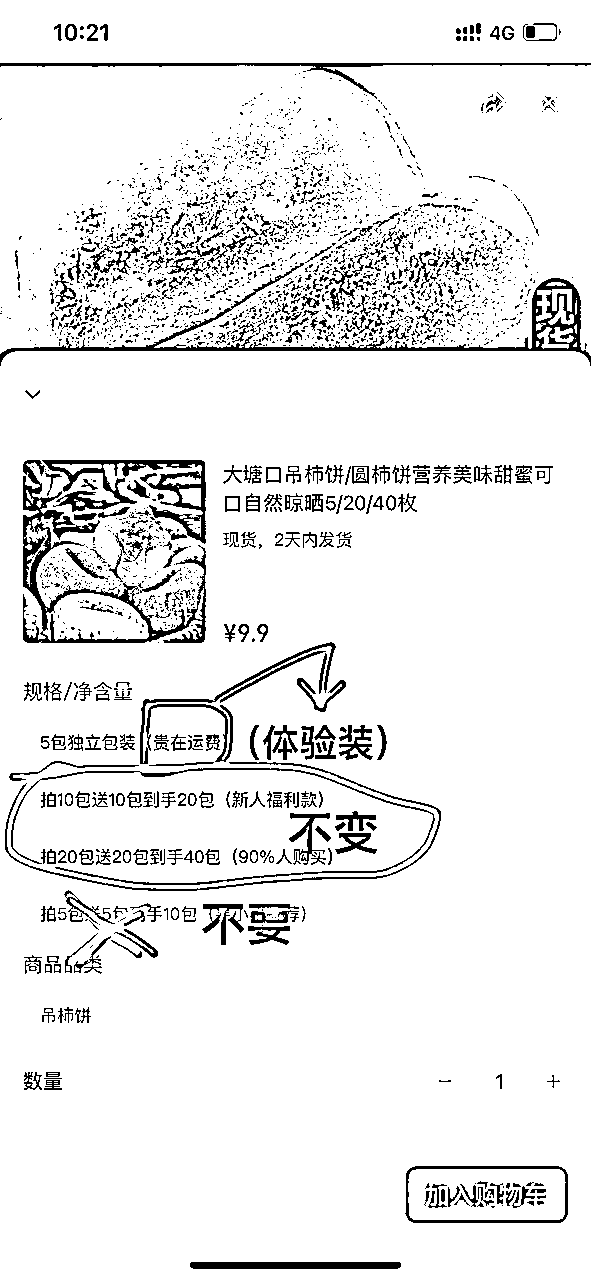 10:21
4G
现货
大塘口吊柿饼/圆柿饼营养美味甜蜜可
口自然晾晒5/20/40枚
现货，2天内发货
¥9.9
规格/净含量
5包独立包装（贵在运费）
（体验装）
拍10包送10包到手20包（新人福利款）
不变
拍20包送20包到手40包（90%人购买）
拍5包送5包到手10包
不要
商品品类
吊柿饼
数量
− 1 +
加入购物车